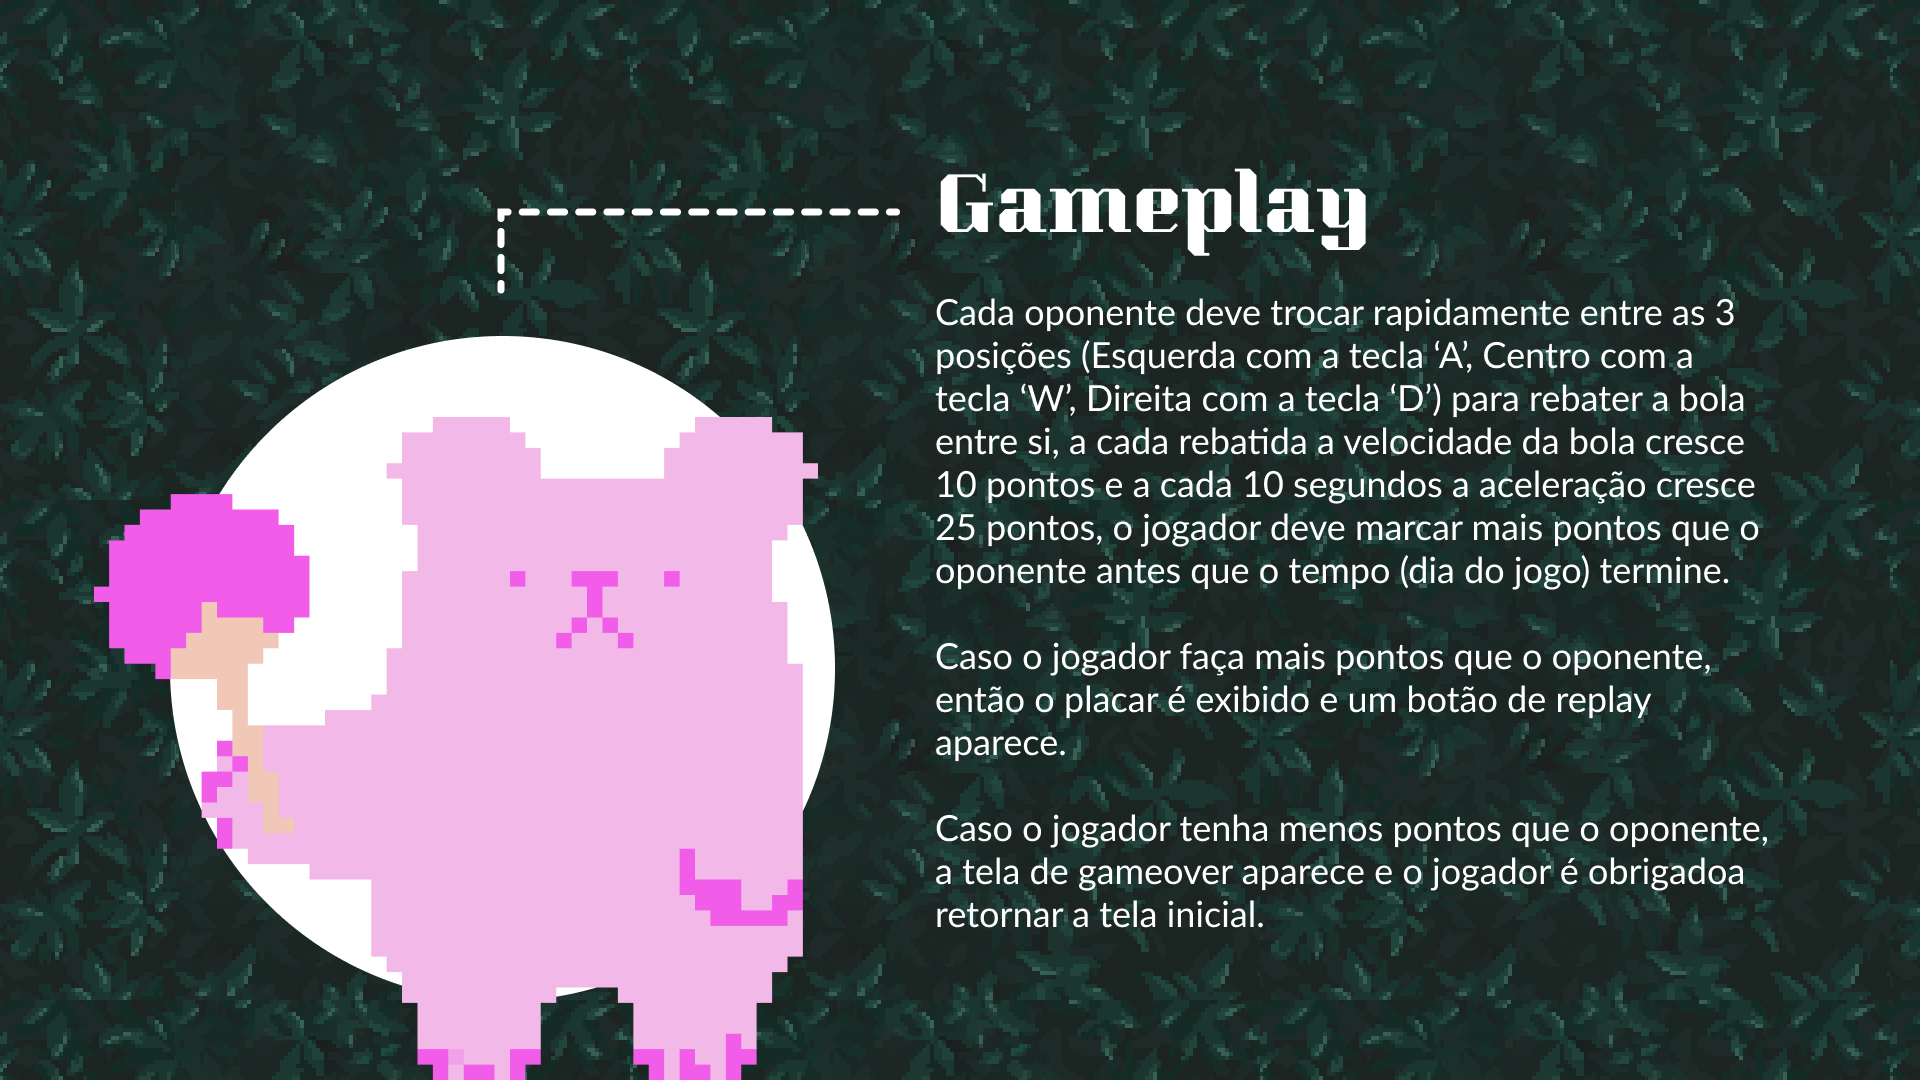 Gameplay
Cada oponente deve trocar rapidamente entre as 3
posições (Esquerda com a tecla ‘A’, Centro com a
tecla ‘W’, Direita com a tecla ‘D’) para rebater a bola
entre si, a cada rebatida a velocidade da bola cresce
10 pontos e a cada 10 segundos a aceleração cresce
25 pontos, o jogador deve marcar mais pontos que o
oponente antes que o tempo (dia do jogo) termine.
Caso o jogador faça mais pontos que o oponente,
então o placar é exibido e um botão de replay
aparece.
Caso o jogador tenha menos pontos que o oponente,
a tela de gameover aparece e o jogador é obrigadoa
retornar a tela inicial.